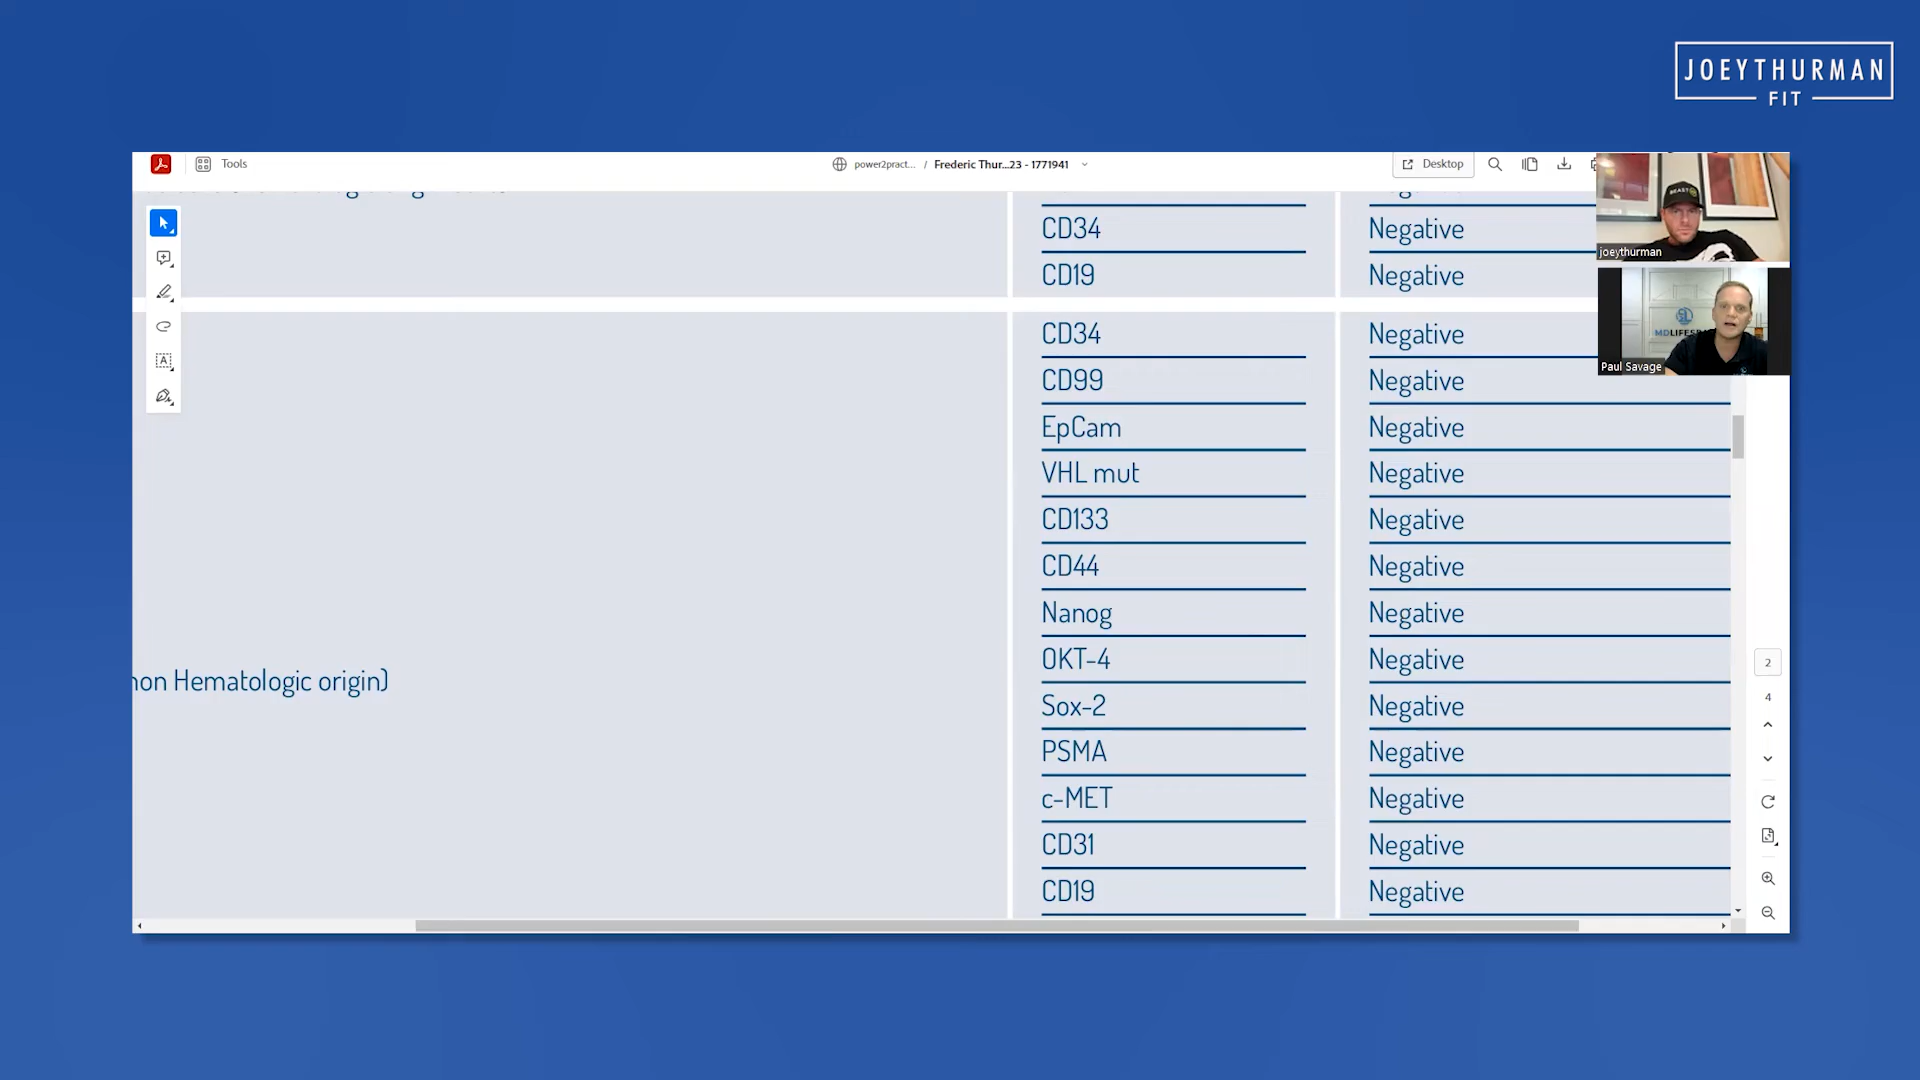 JOEYTHURMAN
FIT
Tools
power2pract... / Frederic Thur...23 - 1771941
Desktop
CD34 Negative
CD19 Negative
CD34 Negative
CD99 Negative
EpCam Negative
VHL mut Negative
CD133 Negative
CD44 Negative
Nanog Negative
OKT-4 Negative
Sox-2 Negative
PSMA Negative
c-MET Negative
CD31 Negative
CD19 Negative
non Hematologic origin)
BEAST
joeythurman
Paul Savage
2
4